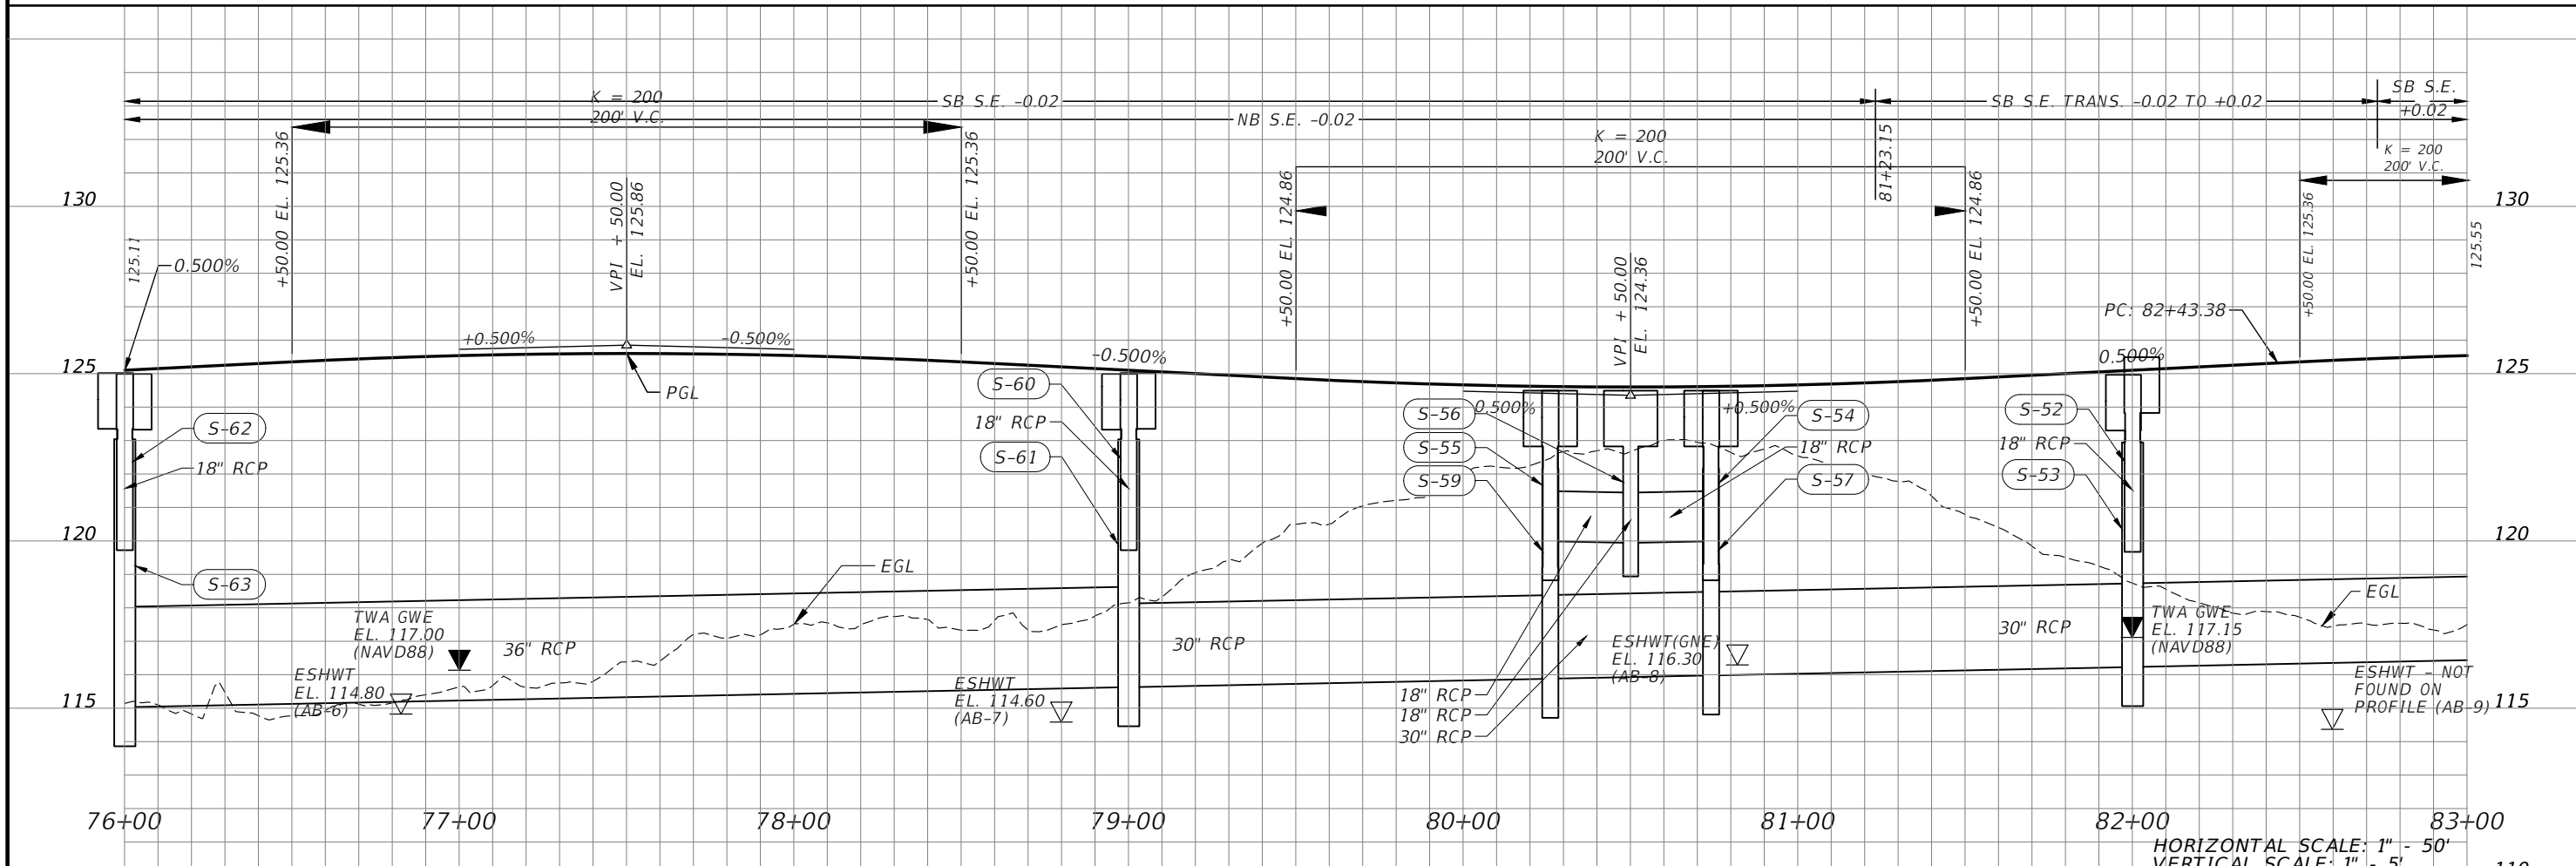 K = 200
200' V.C.
SB S.E. -0.02
NB S.E. -0.02
SB S.E. TRANS. -0.02 TO +0.02
SB S.E.
+0.02
K = 200
200' V.C.
K = 200
200' V.C.
81+23.15
125.11
0.500%
+50.00 EL. 125.36
VPI + 50.00
EL. 125.86
+50.00 EL. 125.36
+50.00 EL. 124.86
VPI + 50.00
EL. 124.36
+50.00 EL. 124.86
+50.00 EL. 125.36
125.55
130
130
PC: 82+43.38
+0.500%
-0.500%
-0.500%
0.500%
125
125
PGL
S-60
18" RCP
S-61
S-62
18" RCP
S-56
0.500%
+0.500%
S-54
S-55
18" RCP
S-59
S-57
S-52
18" RCP
S-53
120
120
EGL
S-63
EGL
TWA GWE
EL. 117.00
(NAVD88)
36" RCP
30" RCP
ESHWT(GNE)
EL. 116.30
(AB-8)
30" RCP
TWA GWE
EL. 117.15
(NAVD88)
ESHWT
EL. 114.80
(AB-6)
ESHWT
EL. 114.60
(AB-7)
18" RCP
18" RCP
30" RCP
ESHWT - NOT
FOUND ON
PROFILE (AB-9)
115
115
76+00
77+00
78+00
79+00
80+00
81+00
82+00
83+00
HORIZONTAL SCALE: 1" - 50'
VERTICAL SCALE: 1" - 5'